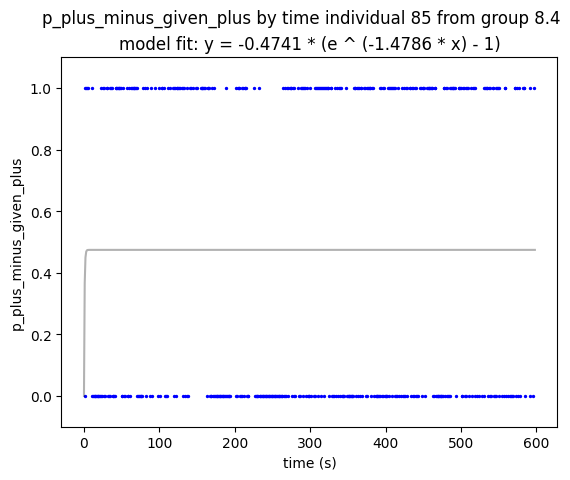 p_plus_minus_given_plus by time individual 85 from group 8.4
model fit: y = -0.4741 * (e ^ (-1.4786 * x) - 1)
1.0
0.8
0.6
0.4
0.2
0.0
p_plus_minus_given_plus
0 100 200 300 400 500 600
time (s)